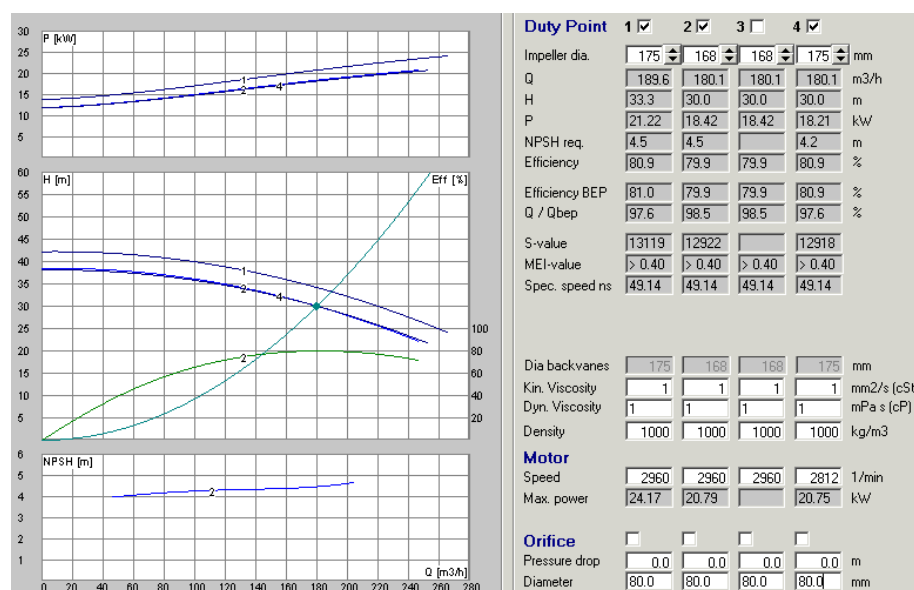 P [kW]
30
25
20
15
10
5
1
2
4
H [m]
Eff [%]
60
55
50
45
40
35
30
25
20
15
10
5
100
80
60
40
20
1
2
4
2
NPSH [m]
6
5
4
3
2
1
2
Q [m3/h]
0 20 40 60 80 100 120 140 160 180 200 220 240 260 280
Duty Point 1 2 3 4
Impeller dia. 175 168 168 175 mm
Q 189.6 180.1 180.1 180.1 m3/h
H 33.3 30.0 30.0 30.0 m
P 21.22 18.42 18.42 18.21 kW
NPSH req. 4.5 4.5 4.2 m
Efficiency 80.9 79.9 79.9 80.9 %
Efficiency BEP 81.0 79.9 79.9 80.9 %
Q / Qbep 97.6 98.5 98.5 97.6 %
S-value 13119 12922 12918
MEI-value > 0.40 > 0.40 > 0.40 > 0.40
Spec. speed ns 49.14 49.14 49.14 49.14
Dia backvanes 175 168 168 175 mm
Kin. Viscosity 1 1 1 1 mm2/s (cSt
Dyn. Viscosity 1 1 1 1 mPa s (cP)
Density 1000 1000 1000 1000 kg/m3
Motor
Speed 2960 2960 2960 2812 1/min
Max. power 24.17 20.79 20.75 kW
Orifice
Pressure drop 0.0 0.0 0.0 0.0 m
Diameter 80.0 80.0 80.0 80.0 mm